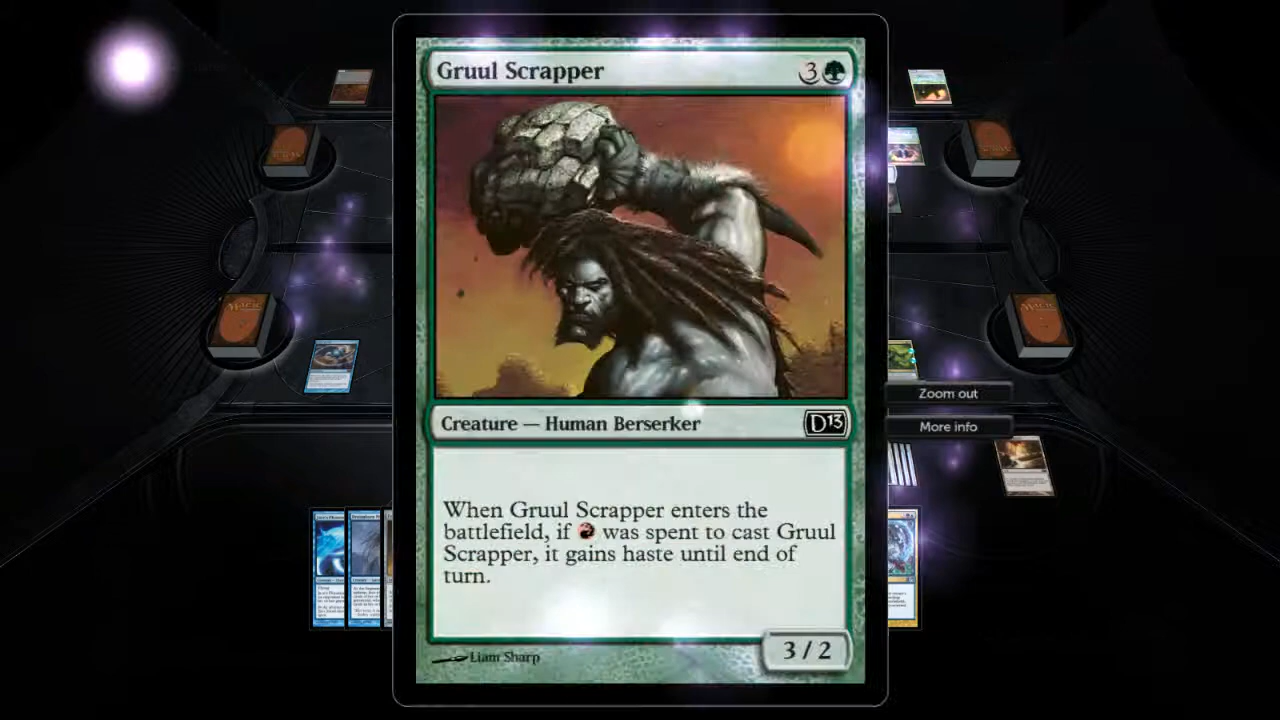 Gruul Scrapper 3
Zoom out
More info
Creature — Human Berserker D13
When Gruul Scrapper enters the
battlefield, if was spent to cast Gruul
Scrapper, it gains haste until end of
turn.
3 / 2
Liam Sharp